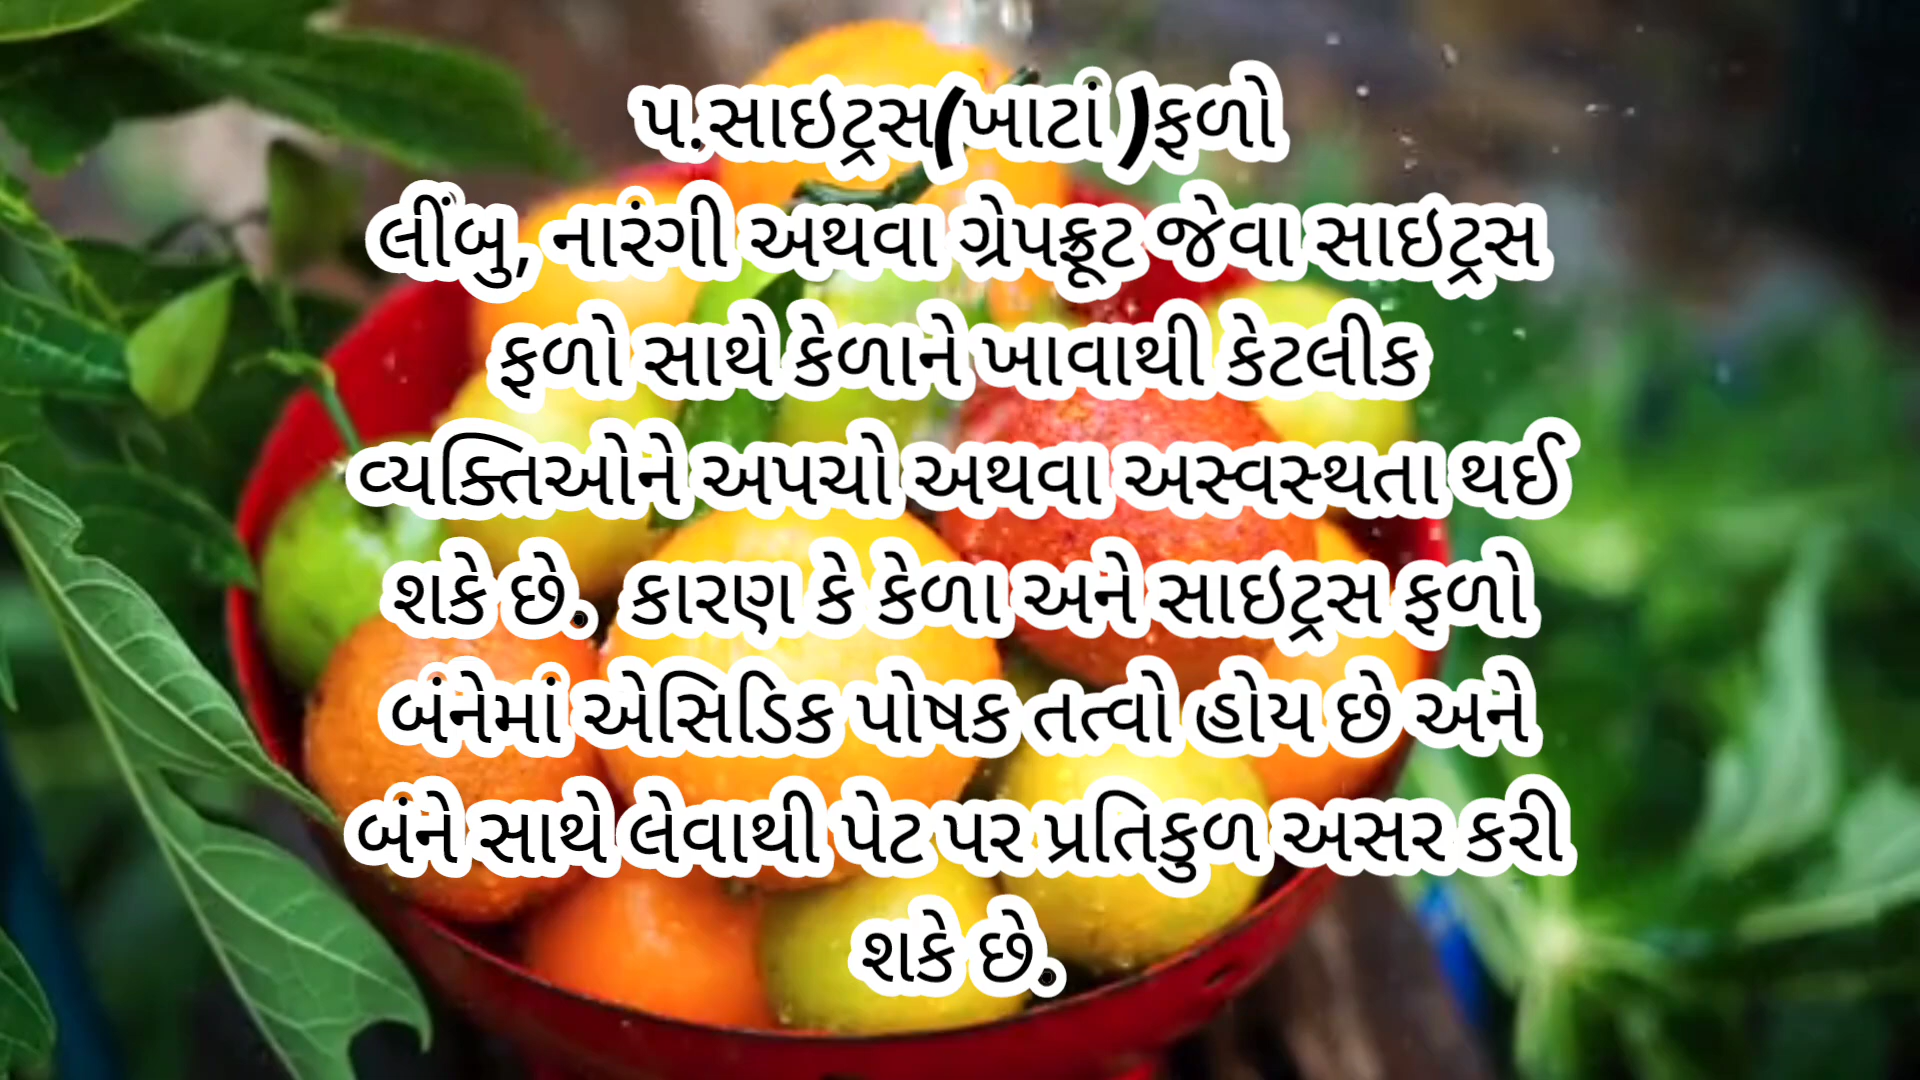 ૫.સાઇટ્રસ(ખાટાં )ફળો
લીંબુ, નારંગી અથવા ગ્રેપફ્રૂટ જેવા સાઇટ્રસ
ફળો સાથે કેળાને ખાવાથી કેટલીક
વ્યક્તિઓને અપચો અથવા અસ્વસ્થતા થઈ
શકે છે. કારણ કે કેળા અને સાઇટ્રસ ફળો
બંનેમાં એસિડિક પોષક તત્વો હોય છે અને
બંને સાથે લેવાથી પેટ પર પ્રતિકુળ અસર કરી
શકે છે.